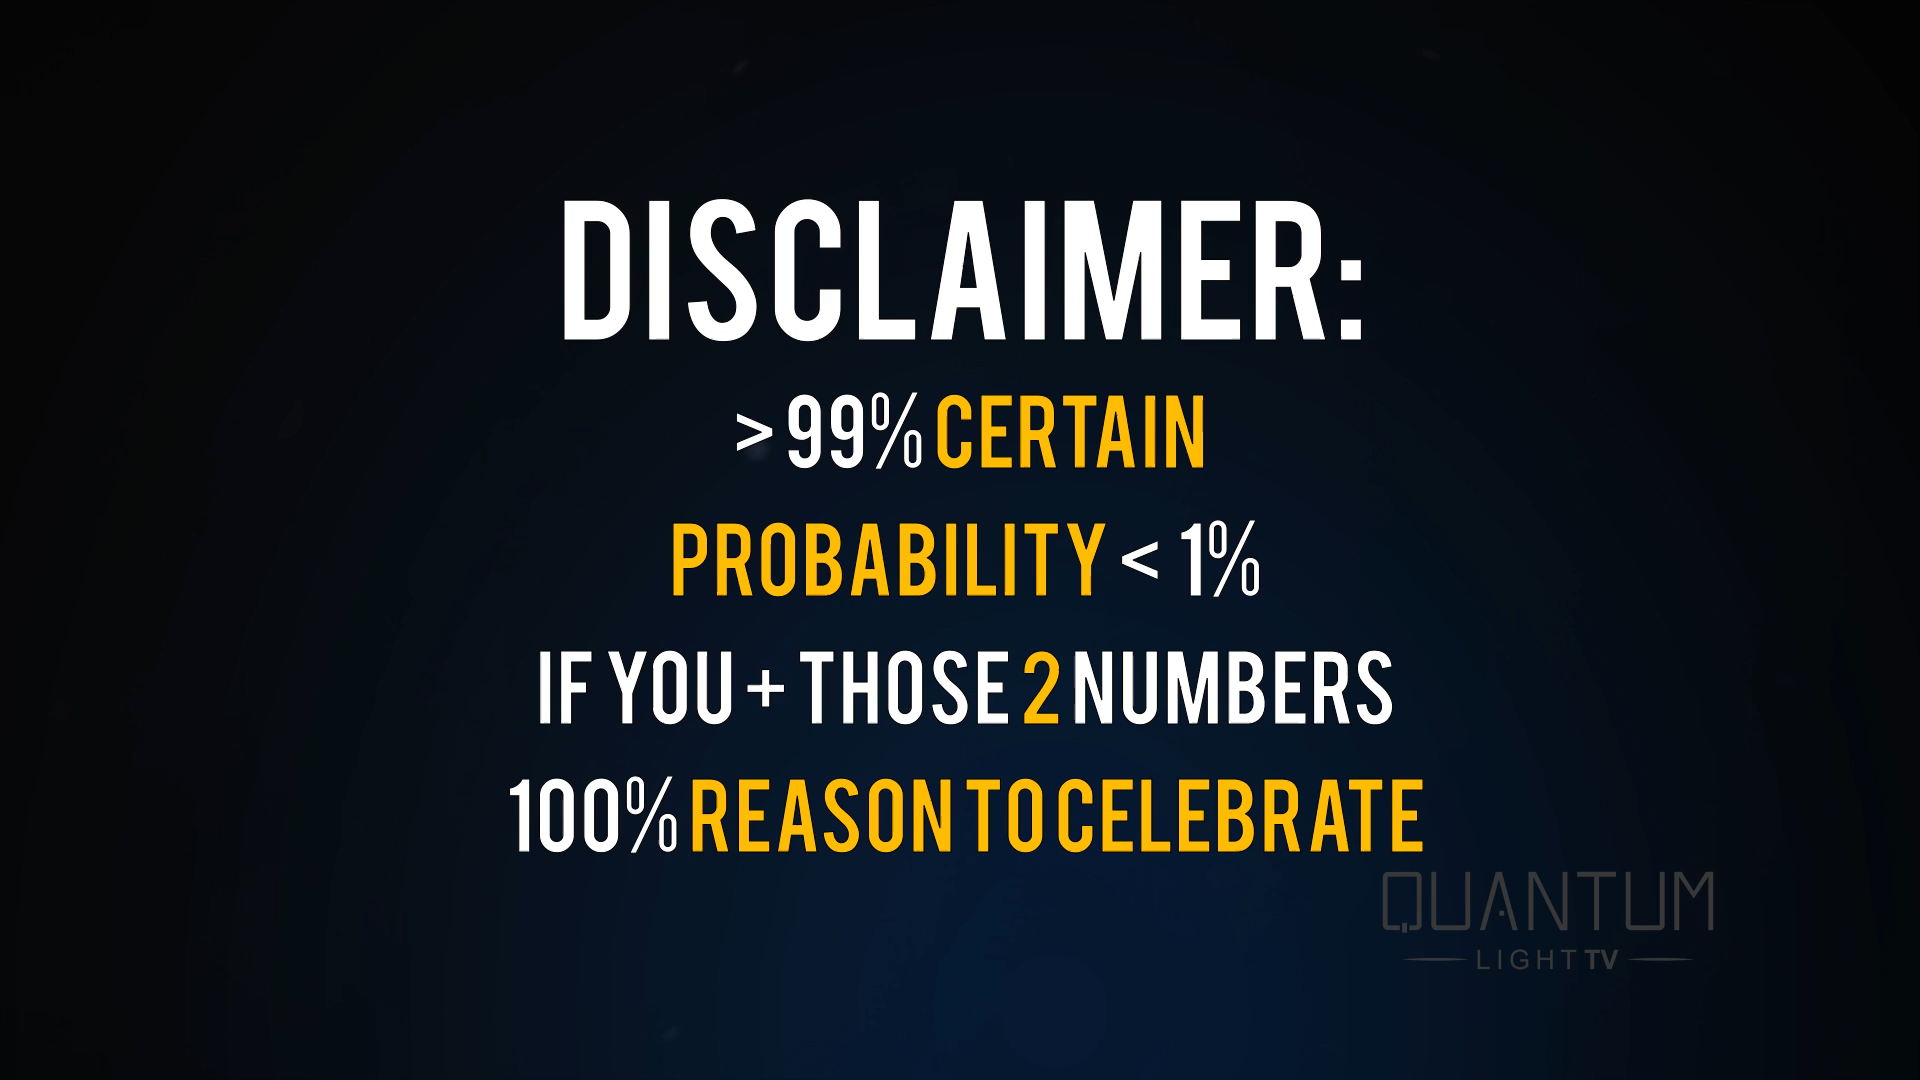 DISCLAIMER:
> 99% CERTAIN
PROBABILITY < 1%
IF YOU + THOSE 2 NUMBERS
100% REASON TO CELEBRATE
QUANTUM
LIGHT TV